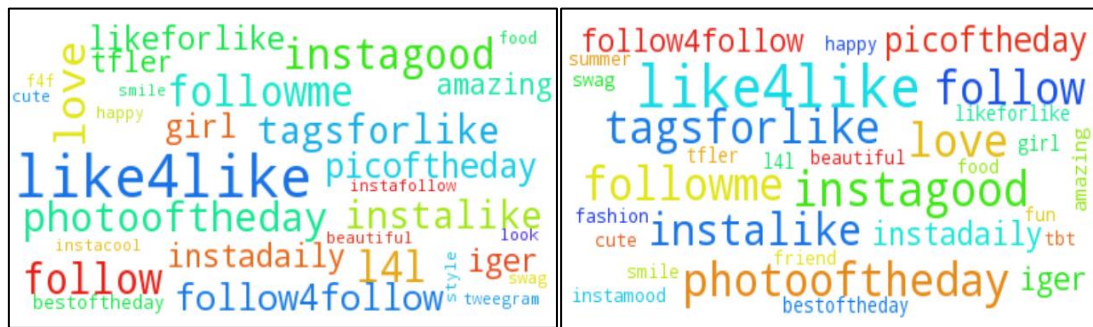 likeforlike
instagood
food
tfler
love
f4f
cute
smile
followme
amazing
happy
girl
tagsforlike
like4like
picoftheday
instafollow
photooftheday
instalike
instacool
beautiful
look
follow
instadaily
l4l
iger
style
swag
bestoftheday
follow4follow
tweegram
follow4follow
happy
picoftheday
summer
swag
like4like
follow
tagsforlike
likeforlike
love
girl
tfler
l4l
beautiful
food
amazing
followme
instagood
fashion
fun
cute
instalike
instadaily
tbt
friend
smile
photooftheday
iger
instamood
bestoftheday